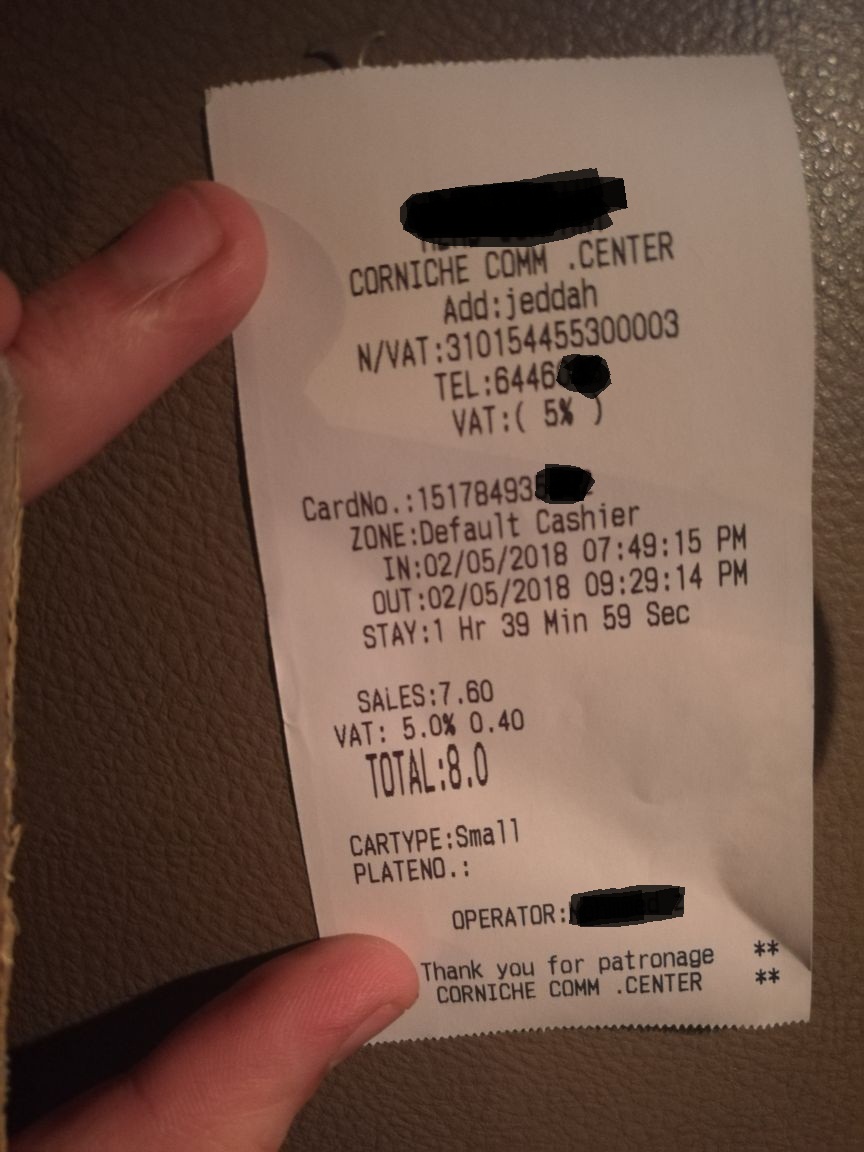 CORNICHE COMM .CENTER
Add:jeddah
N/VAT:310154455300003
TEL:6446
VAT:( 5% )
CardNo.:15178493
ZONE:Default Cashier
IN:02/05/2018 07:49:15 PM
OUT:02/05/2018 09:29:14 PM
STAY:1 Hr 39 Min 59 Sec
SALES:7.60
VAT: 5.0% 0.40
TOTAL:8.0
CARTYPE:Small
PLATENO.:
OPERATOR:
Thank you for patronage **
CORNICHE COMM .CENTER **